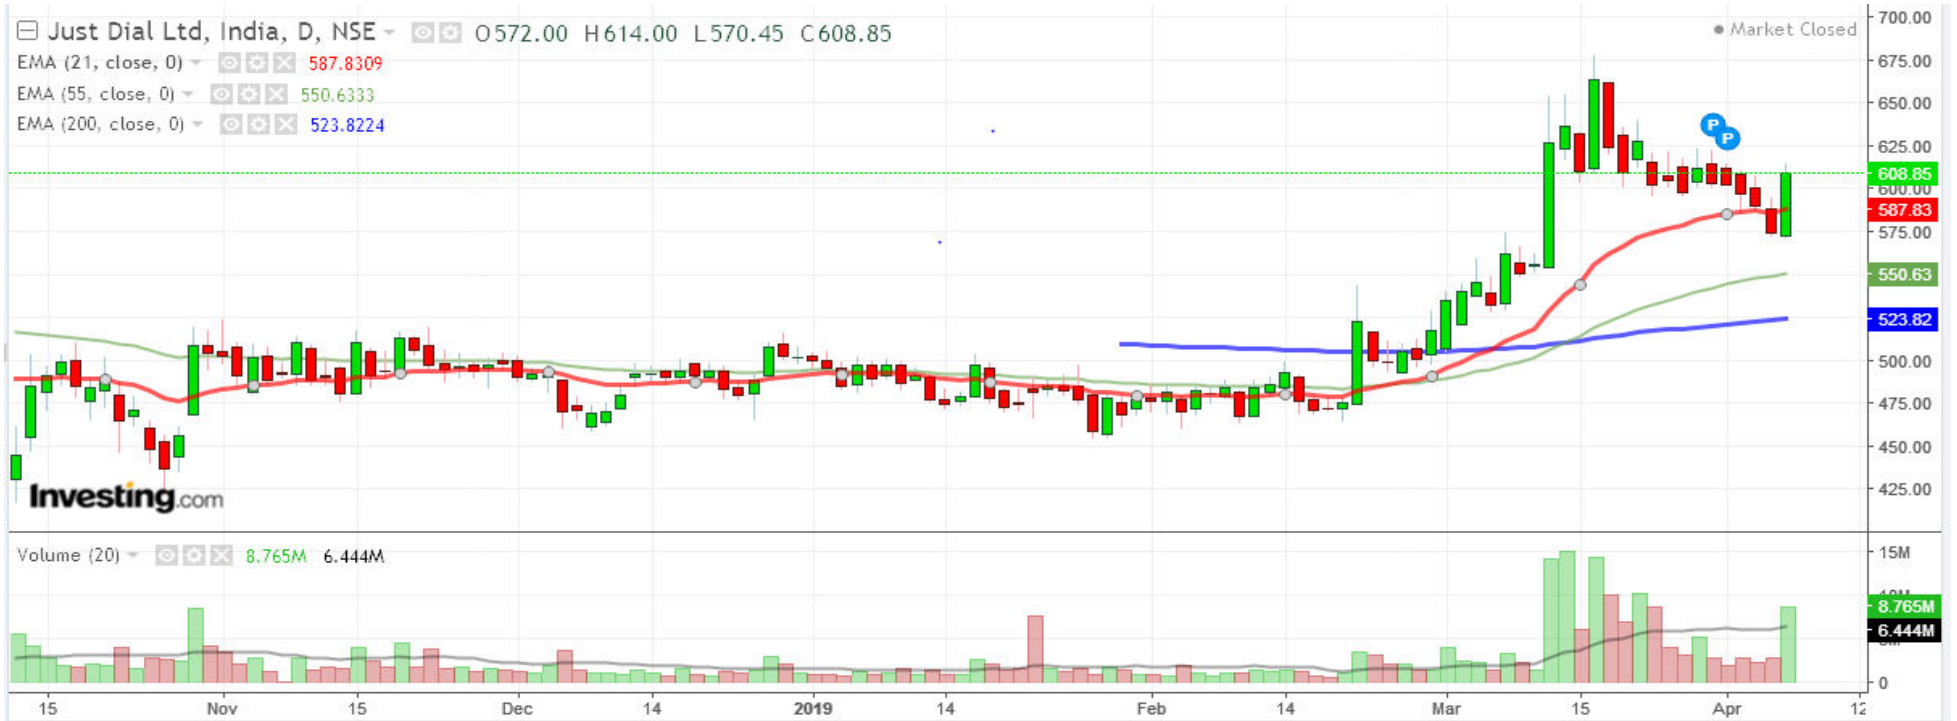 Just Dial Ltd, India, D, NSE O572.00 H614.00 L570.45 C608.85
Market Closed
EMA (21, close, 0) 587.8309
EMA (55, close, 0) 550.6333
EMA (200, close, 0) 523.8224
P
P
700.00
675.00
650.00
625.00
608.85
600.00
587.83
575.00
550.63
523.82
500.00
475.00
450.00
425.00
Investing.com
Volume (20) 8.765M 6.444M
15M
8.765M
6.444M
0
15 Nov 15 Dec 14 2019 14 Feb 14 Mar 15 Apr 12